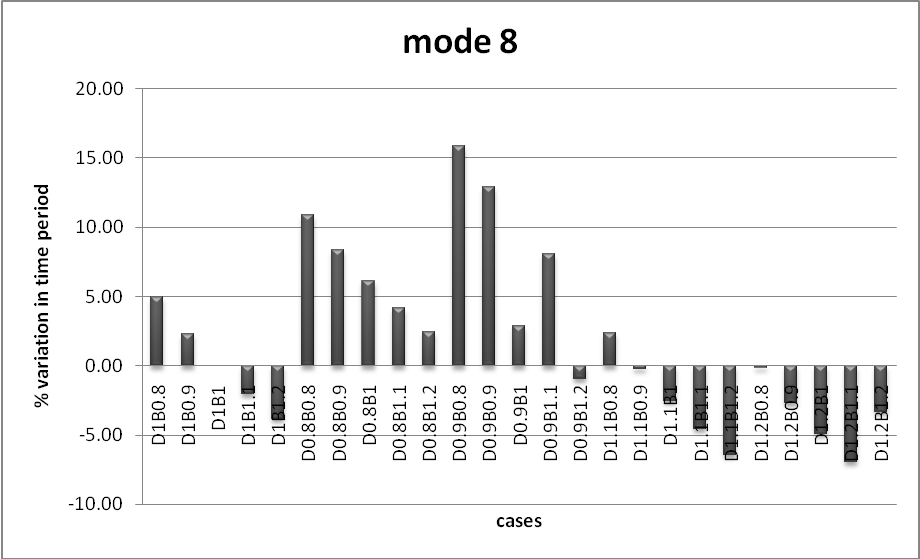 mode 8
20.00
15.00
10.00
5.00
0.00
-5.00
-10.00
% variation in time period
D1B0.8
D1B0.9
D1B1
D1B1.1
D1B1.2
D0.8B0.8
D0.8B0.9
D0.8B1
D0.8B1.1
D0.8B1.2
D0.9B0.8
D0.9B0.9
D0.9B1
D0.9B1.1
D0.9B1.2
D1.1B0.8
D1.1B0.9
D1.1B1
D1.1B1.1
D1.1B1.2
D1.2B0.8
D1.2B0.9
D1.2B1
D1.2B1.1
D1.2B1.2
cases